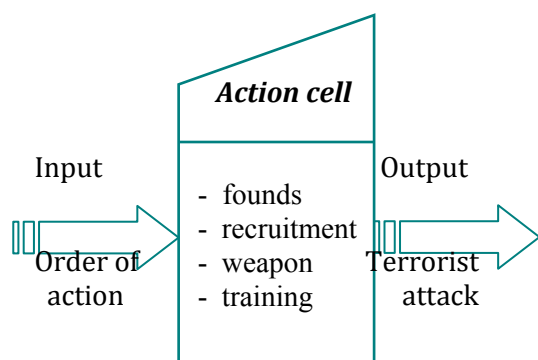 Action cell
Input
Order of
action
- founds
- recruitment
- weapon
- training
Output
Terrorist
attack